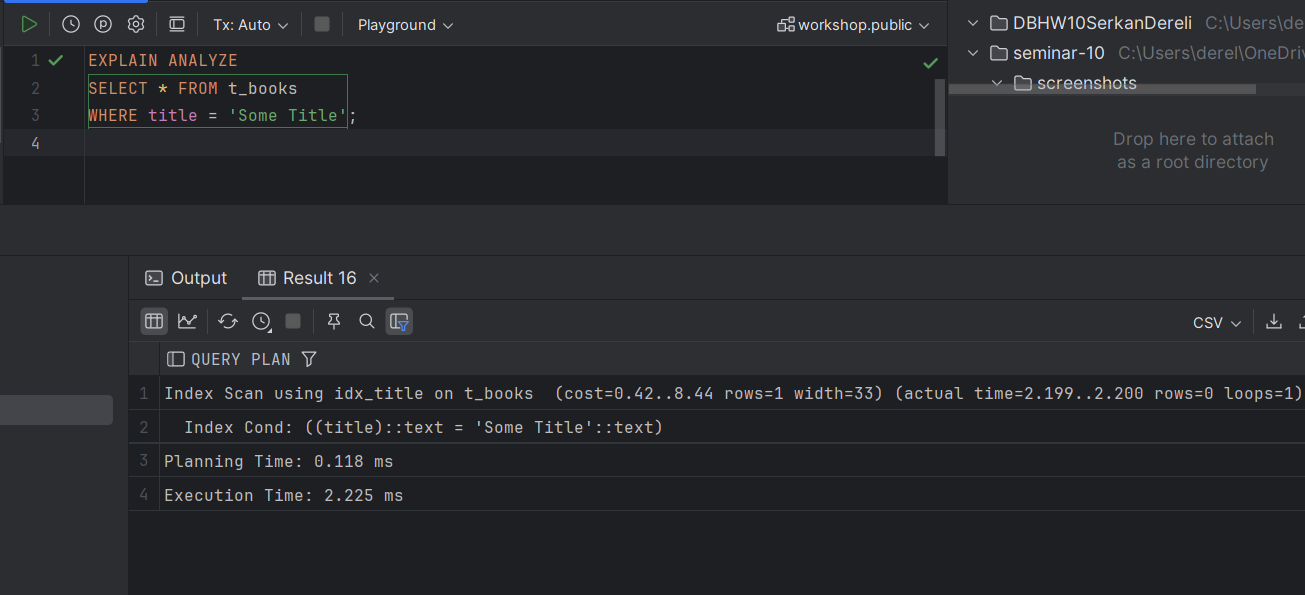 Tx: Auto
Playground
workshop.public
1 EXPLAIN ANALYZE
2 SELECT * FROM t_books
3 WHERE title = 'Some Title';
4
DBHW10SerkanDereli C:\Users\de
seminar-10 C:\Users\derel\OneDriv
screenshots
Drop here to attach
as a root directory
Output
Result 16
CSV
QUERY PLAN
1 Index Scan using idx_title on t_books  (cost=0.42..8.44 rows=1 width=33) (actual time=2.199..2.200 rows=0 loops=1)
2   Index Cond: ((title)::text = 'Some Title'::text)
3 Planning Time: 0.118 ms
4 Execution Time: 2.225 ms